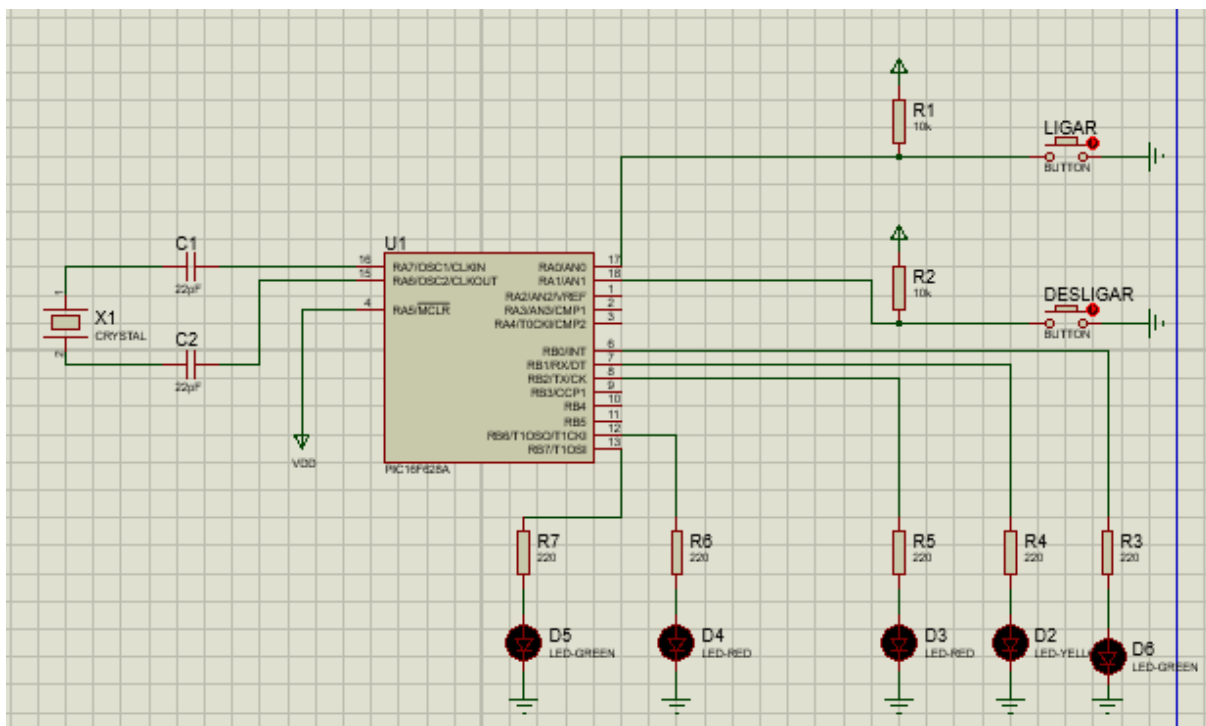 R1
10k
LIGAR
BUTTON
R2
10k
DESLIGAR
BUTTON
C1
22pF
X1
CRYSTAL
1
2
C2
22pF
VDD
U1
16
RA7/OSC1/CLKIN
15
RA6/OSC2/CLKOUT
4
RA5/MCLR
RA0/AN0
17
RA1/AN1
18
RA2/AN2/VREF
1
RA3/AN3/CMP1
2
RA4/T0CKI/CMP2
3
RB0/INT
6
RB1/RX/DT
7
RB2/TX/CK
8
RB3/CCP1
9
RB4
10
RB5
11
RB6/T1OSO/T1CKI
12
RB7/T1OSI
13
PIC16F628A
R7
220
R6
220
R5
220
R4
220
R3
220
D5
LED-GREEN
D4
LED-RED
D3
LED-RED
D2
LED-YELL
D6
LED-GREEN